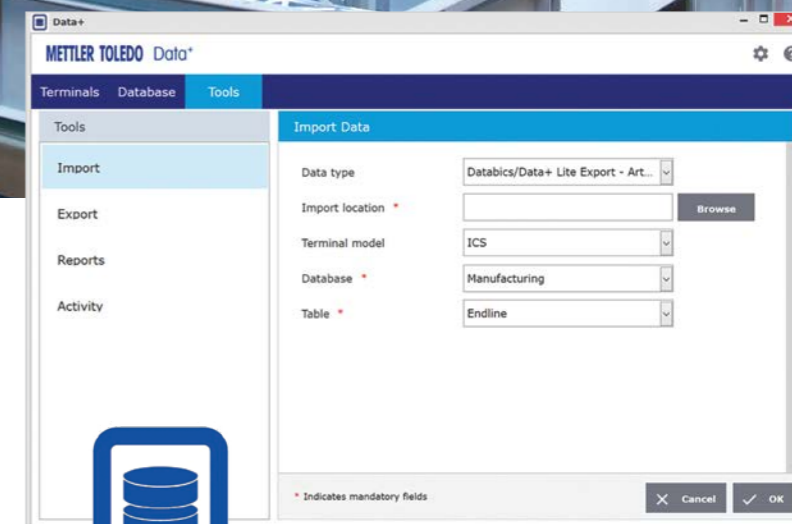 Data+
METTLER TOLEDO Data+
Terminals Database Tools
Tools
Import
Export
Reports
Activity
Import Data
Data type Databics/Data+ Lite Export - Art...
Import location * Browse
Terminal model ICS
Database * Manufacturing
Table * Endline
* Indicates mandatory fields
Cancel OK